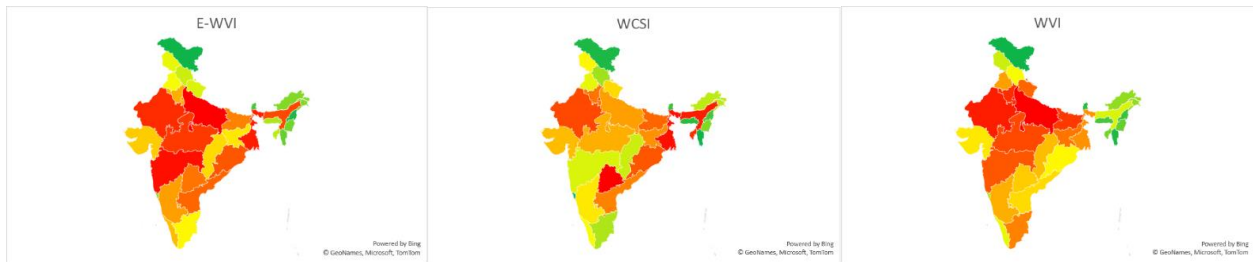 E-WVI
WCSI
WVI
Powered by Bing
© GeoNames, Microsoft, TomTom
Powered by Bing
© GeoNames, Microsoft, TomTom
Powered by Bing
© GeoNames, Microsoft, TomTom